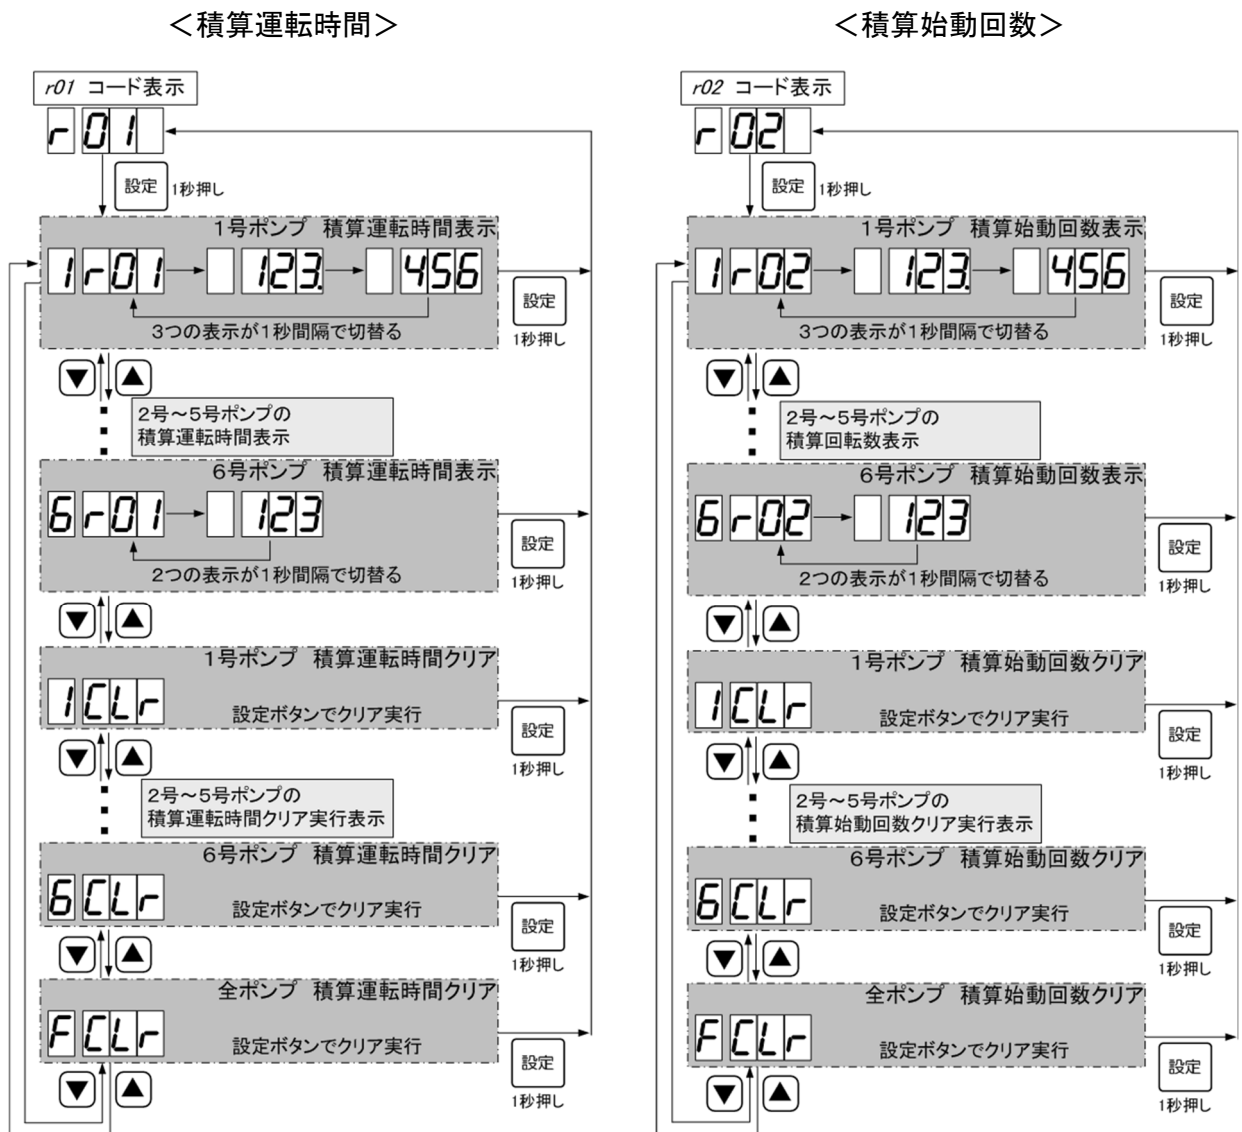 ＜積算運転時間＞
r01 コード表示
r 01
設定 1秒押し
1号ポンプ 積算運転時間表示
1r01 123. 456
設定
1秒押し
3つの表示が1秒間隔で切替る
▼ ▲
2号～5号ポンプの
積算運転時間表示
6号ポンプ 積算運転時間表示
6r01 123
設定
1秒押し
2つの表示が1秒間隔で切替る
▼ ▲
1号ポンプ 積算運転時間クリア
1CLr
設定ボタンでクリア実行
設定
1秒押し
▼ ▲
2号～5号ポンプの
積算運転時間クリア実行表示
6号ポンプ 積算運転時間クリア
6CLr
設定ボタンでクリア実行
設定
1秒押し
▼ ▲
全ポンプ 積算運転時間クリア
FCLr
設定ボタンでクリア実行
設定
1秒押し
▼ ▲
＜積算始動回数＞
r02 コード表示
r 02
設定 1秒押し
1号ポンプ 積算始動回数表示
1r02 123. 456
設定
1秒押し
3つの表示が1秒間隔で切替る
▼ ▲
2号～5号ポンプの
積算回転数表示
6号ポンプ 積算始動回数表示
6r02 123
設定
1秒押し
2つの表示が1秒間隔で切替る
▼ ▲
1号ポンプ 積算始動回数クリア
1CLr
設定ボタンでクリア実行
設定
1秒押し
▼ ▲
2号～5号ポンプの
積算始動回数クリア実行表示
6号ポンプ 積算始動回数クリア
6CLr
設定ボタンでクリア実行
設定
1秒押し
▼ ▲
全ポンプ 積算始動回数クリア
FCLr
設定ボタンでクリア実行
設定
1秒押し
▼ ▲